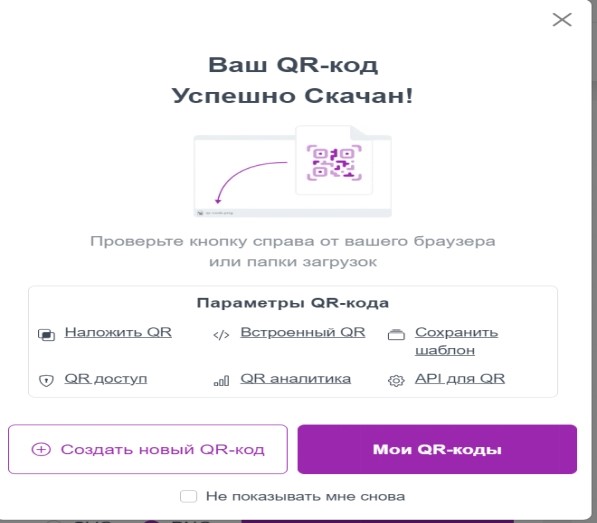 Ваш QR-код
Успешно Скачан!
Проверьте кнопку справа от вашего браузера
или папки загрузок
Параметры QR-кода
Наложить QR
Встроенный QR
Сохранить
шаблон
QR доступ
QR аналитика
API для QR
Создать новый QR-код
Мои QR-коды
Не показывать мне снова